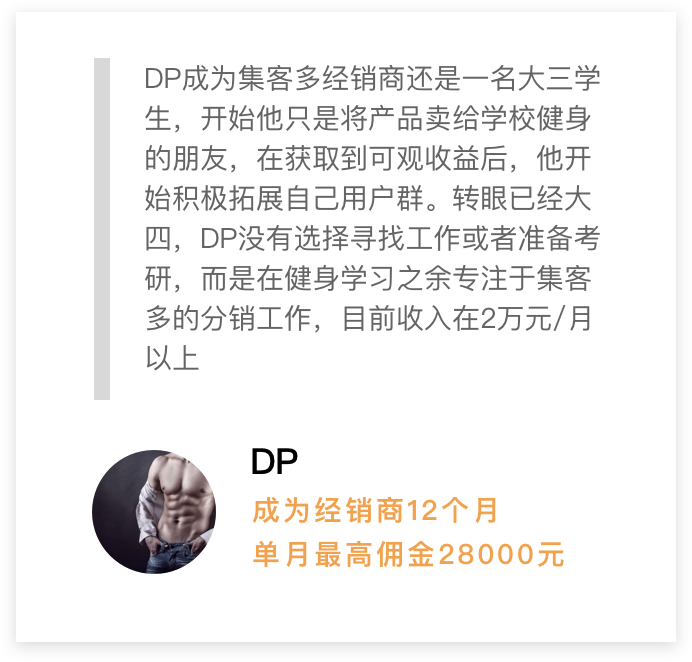 DP成为集客多经销商还是一名大三学
生，开始他只是将产品卖给学校健身
的朋友，在获取到可观收益后，他开
始积极拓展自己用户群。转眼已经大
四，DP没有选择寻找工作或者准备考
研，而是在健身学习之余专注于集客
多的分销工作，目前收入在2万元/月
以上
DP
成为经销商12个月
单月最高佣金28000元